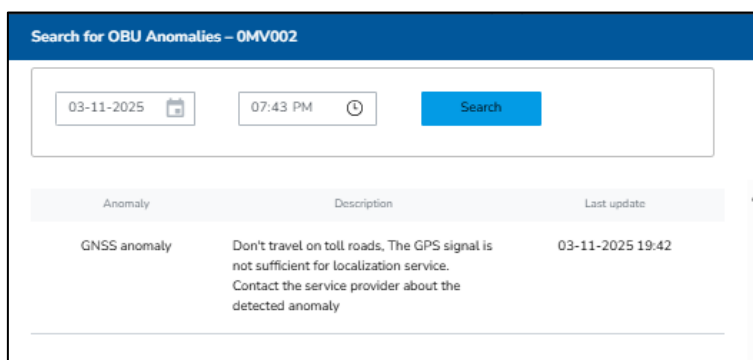 Search for OBU Anomalies – 0MV002
03-11-2025
07:43 PM
Search
Anomaly
Description
Last update
GNSS anomaly
Don't travel on toll roads, The GPS signal is
not sufficient for localization service.
Contact the service provider about the
detected anomaly
03-11-2025 19:42